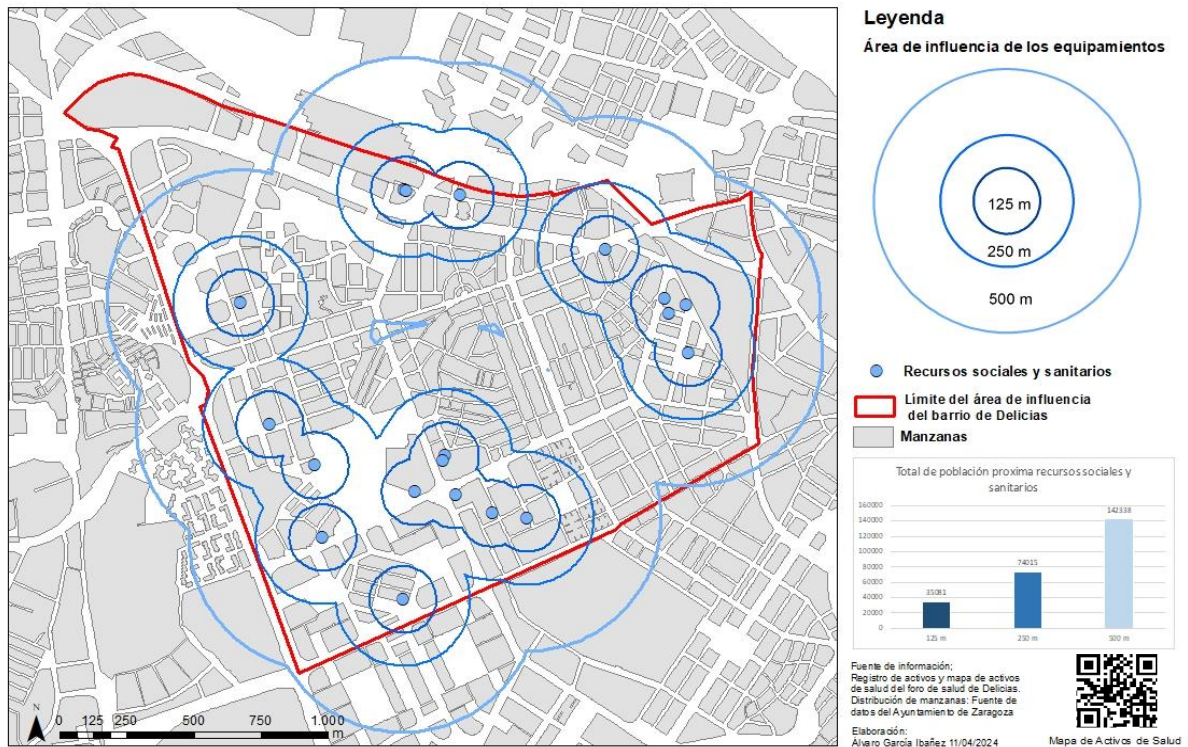 Leyenda
Área de influencia de los equipamientos
125 m
250 m
500 m
Recursos sociales y sanitarios
Límite del área de influencia
del barrio de Delicias
Manzanas
Total de población proxima recursos sociales y
sanitarios
160000
140000
120000
100000
80000
60000
40000
20000
0
35081
74015
142338
125 m
250 m
500 m
Fuente de información;
Registro de activos y mapa de activos
de salud del foro de salud de Delicias.
Distribución de manzanas: Fuente de
datos del Ayuntamiento de Zaragoza
Elaboración:
Álvaro García Ibañez 11/04/2024
Mapa de Activos de Salud
N
0 125 250 500 750 1.000
m